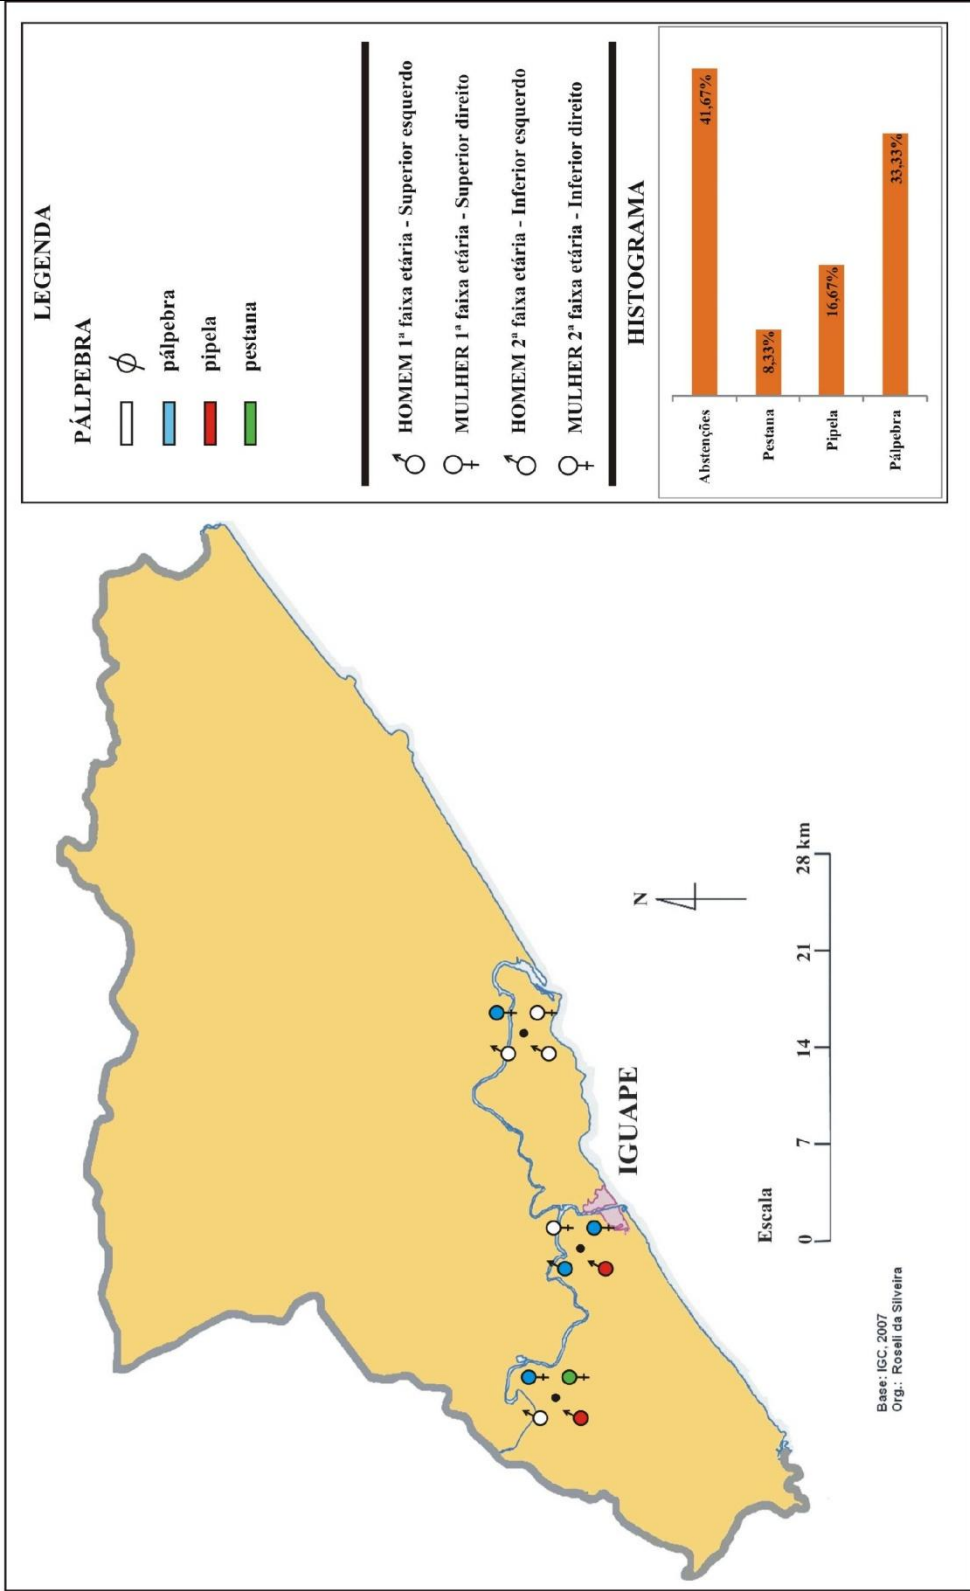 LEGENDA
PÁLPEBRA
ϕ
pálpebra
pipela
pestana
HOMEM 1ª faixa etária - Superior esquerdo
MULHER 1ª faixa etária - Superior direito
HOMEM 2ª faixa etária - Inferior esquerdo
MULHER 2ª faixa etária - Inferior direito
HISTOGRAMA
Abstenções 41,67%
Pestana 8,33%
Pipela 16,67%
Pálpebra 33,33%
IGUAPE
N
Escala
0 7 14 21 28 km
Base: IGC, 2007
Org.: Roseli da Silveira